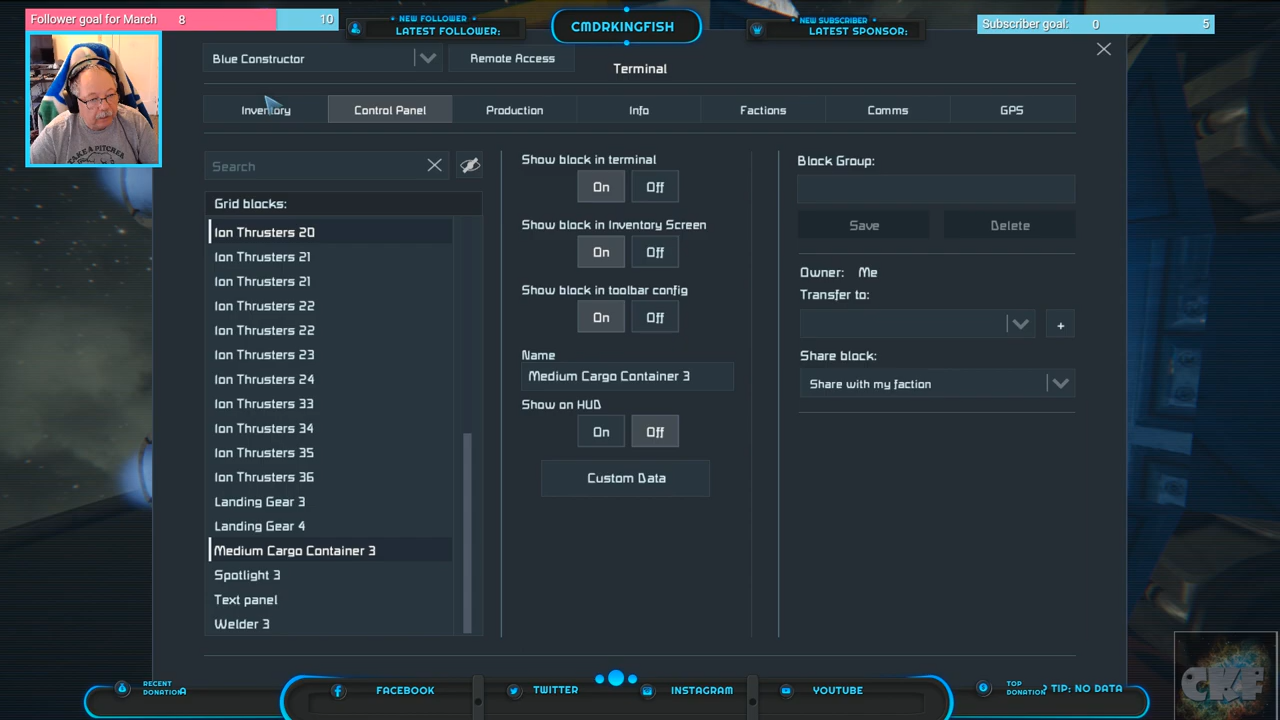 Follower goal for March 8 10
NEW FOLLOWER
LATEST FOLLOWER:
CMDRKINGFISH
NEW SUBSCRIBER
LATEST SPONSOR:
Subscriber goal: 0 5
Blue Constructor
Remote Access
Terminal
Inventory
Control Panel
Production
Info
Factions
Comms
GPS
Search
Grid blocks:
Ion Thrusters 20
Ion Thrusters 21
Ion Thrusters 21
Ion Thrusters 22
Ion Thrusters 22
Ion Thrusters 23
Ion Thrusters 24
Ion Thrusters 33
Ion Thrusters 34
Ion Thrusters 35
Ion Thrusters 36
Landing Gear 3
Landing Gear 4
Medium Cargo Container 3
Spotlight 3
Text panel
Welder 3
Show block in terminal
On Off
Show block in Inventory Screen
On Off
Show block in toolbar config
On Off
Name
Medium Cargo Container 3
Show on HUD
On Off
Custom Data
Block Group:
Save Delete
Owner: Me
Transfer to:
+
Share block:
Share with my faction
TAKE A PITCHER
RECENT
DONATION
FACEBOOK
TWITTER
INSTAGRAM
YOUTUBE
TOP
DONATION
TIP: NO DATA
CKF